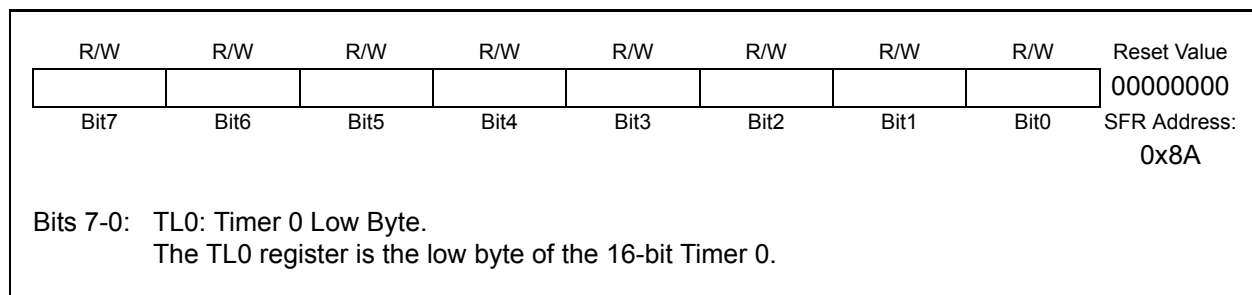 R/W R/W R/W R/W R/W R/W R/W R/W Reset Value
00000000
Bit7 Bit6 Bit5 Bit4 Bit3 Bit2 Bit1 Bit0 SFR Address:
0x8A
Bits 7-0: TL0: Timer 0 Low Byte.
The TL0 register is the low byte of the 16-bit Timer 0.